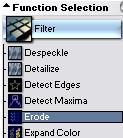 Function Selection
Filter
Despeckle
Detailize
Detect Edges
Detect Maxima
Erode
Expand Color